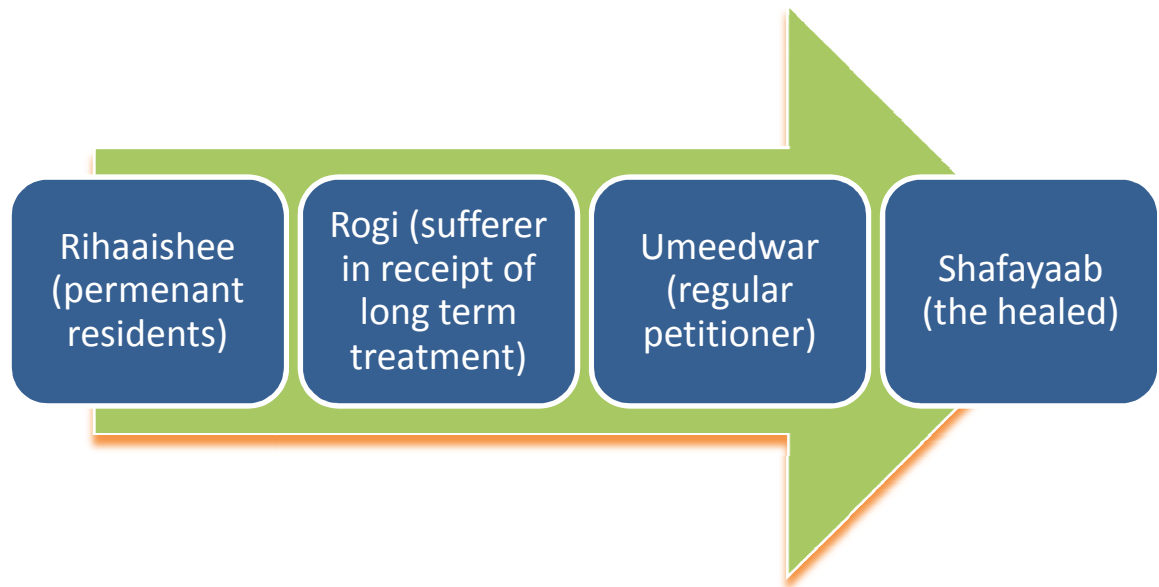 Rihaaishee
(permenant
residents)
Rogi (sufferer
in receipt of
long term
treatment)
Umeedwar
(regular
petitioner)
Shafayaab
(the healed)